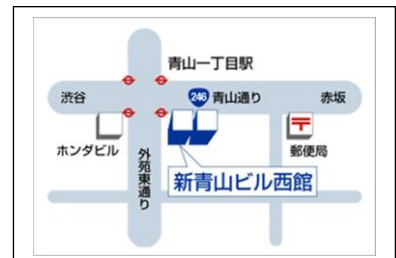 青山一丁目駅
渋谷
246
青山通り
赤坂
〒
ホンダビル
郵便局
外苑東通り
新青山ビル西館